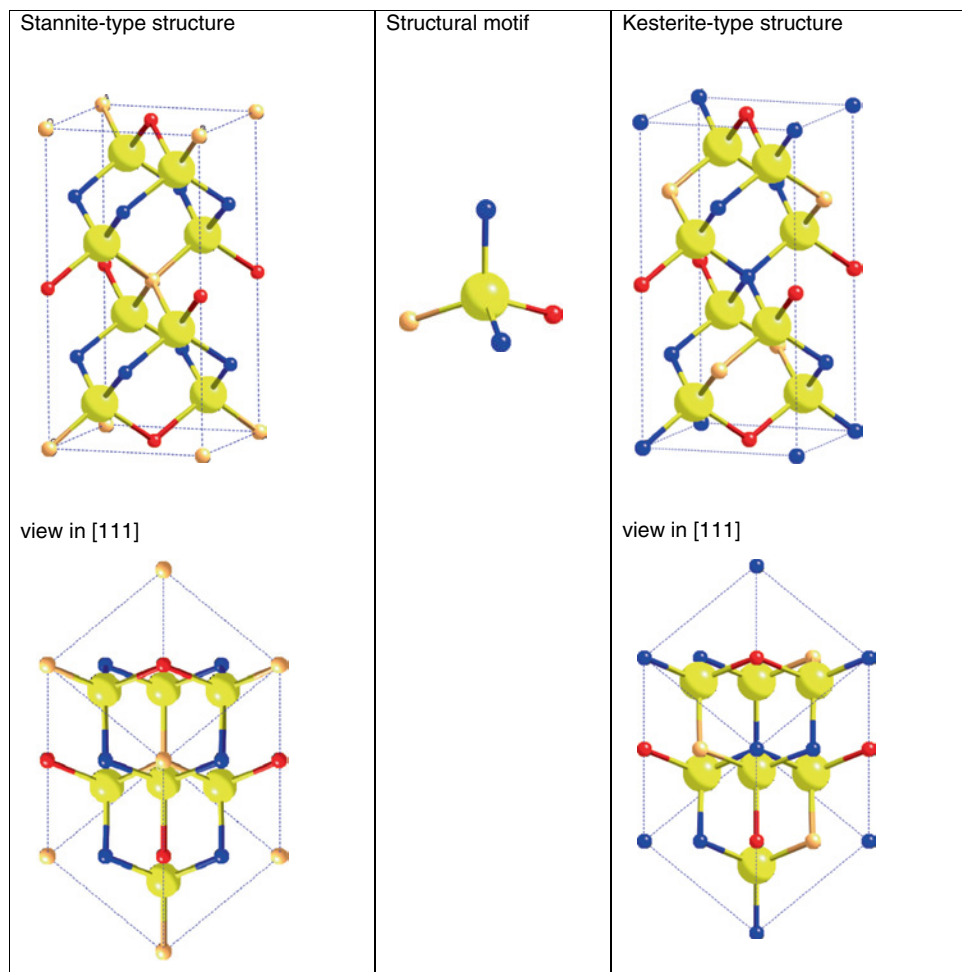 Stannite-type structure
Structural motif
Kesterite-type structure
view in [111]
view in [111]